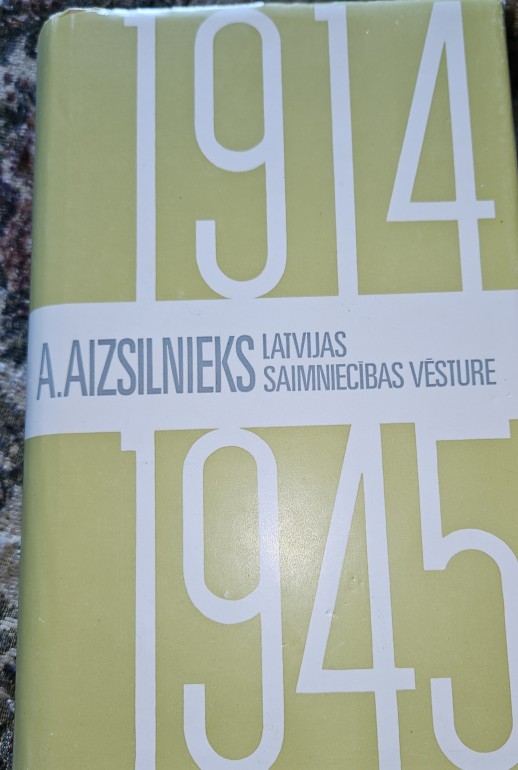 1914
A.AIZSILNIEKS
LATVIJAS
SAIMNIECĪBAS VĒSTURE
1945